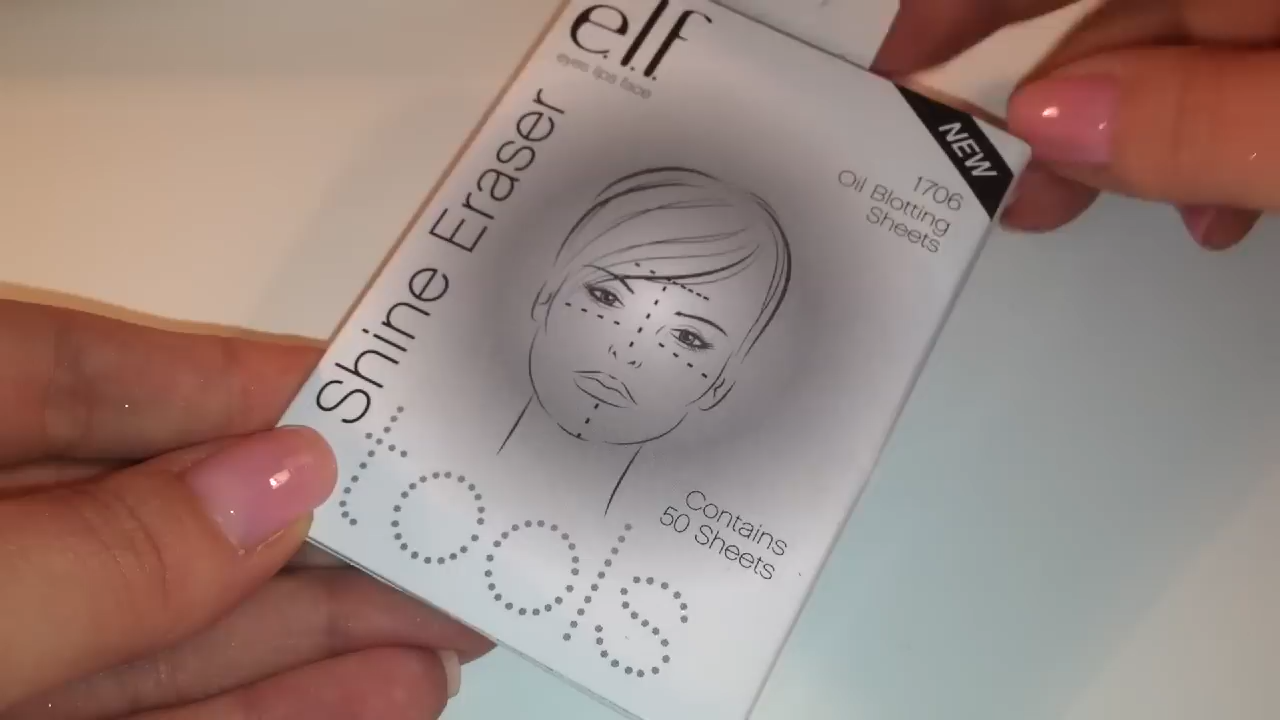 e.l.f.
eyes lips face
Shine Eraser
NEW
1706
Oil Blotting
Sheets
Contains
50 Sheets
tools